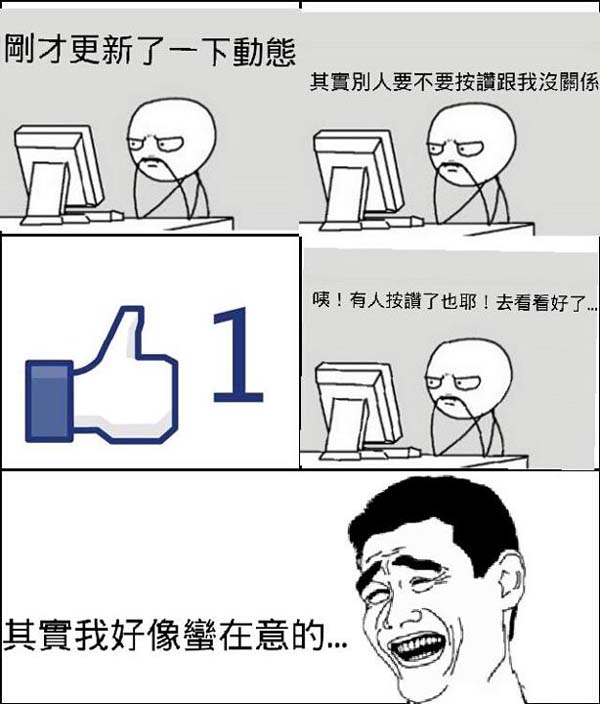 剛才更新了一下動態
其實別人要不要按讚跟我沒關係
1
咦！有人按讚了也耶！去看看好了...
其實我好像蠻在意的...